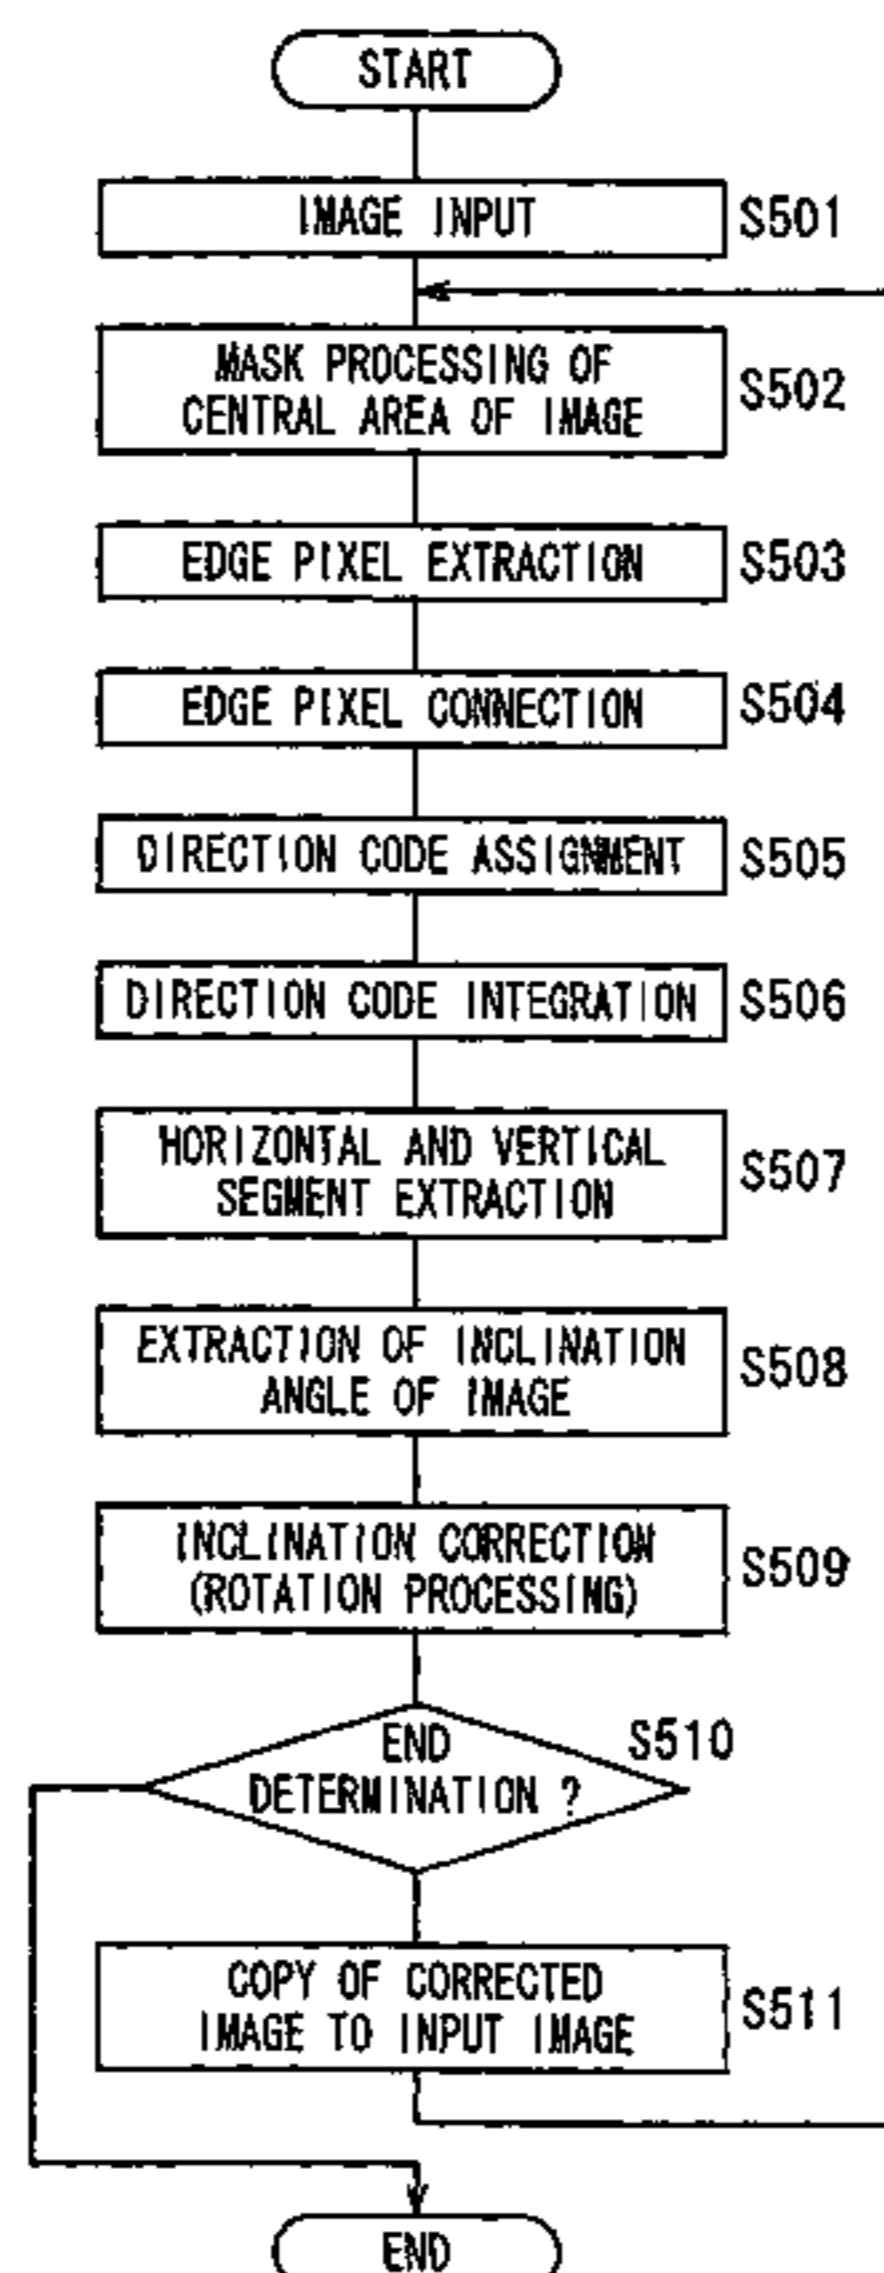 START
IMAGE INPUT S501
MASK PROCESSING OF
CENTRAL AREA OF IMAGE
S502
EDGE PIXEL EXTRACTION S503
EDGE PIXEL CONNECTION S504
DIRECTION CODE ASSIGNMENT S505
DIRECTION CODE INTEGRATION S506
HORIZONTAL AND VERTICAL
SEGMENT EXTRACTION
S507
EXTRACTION OF INCLINATION
ANGLE OF IMAGE
S508
INCLINATION CORRECTION
(ROTATION PROCESSING)
S509
END
DETERMINATION ?
S510
COPY OF CORRECTED
IMAGE TO INPUT IMAGE
S511
END